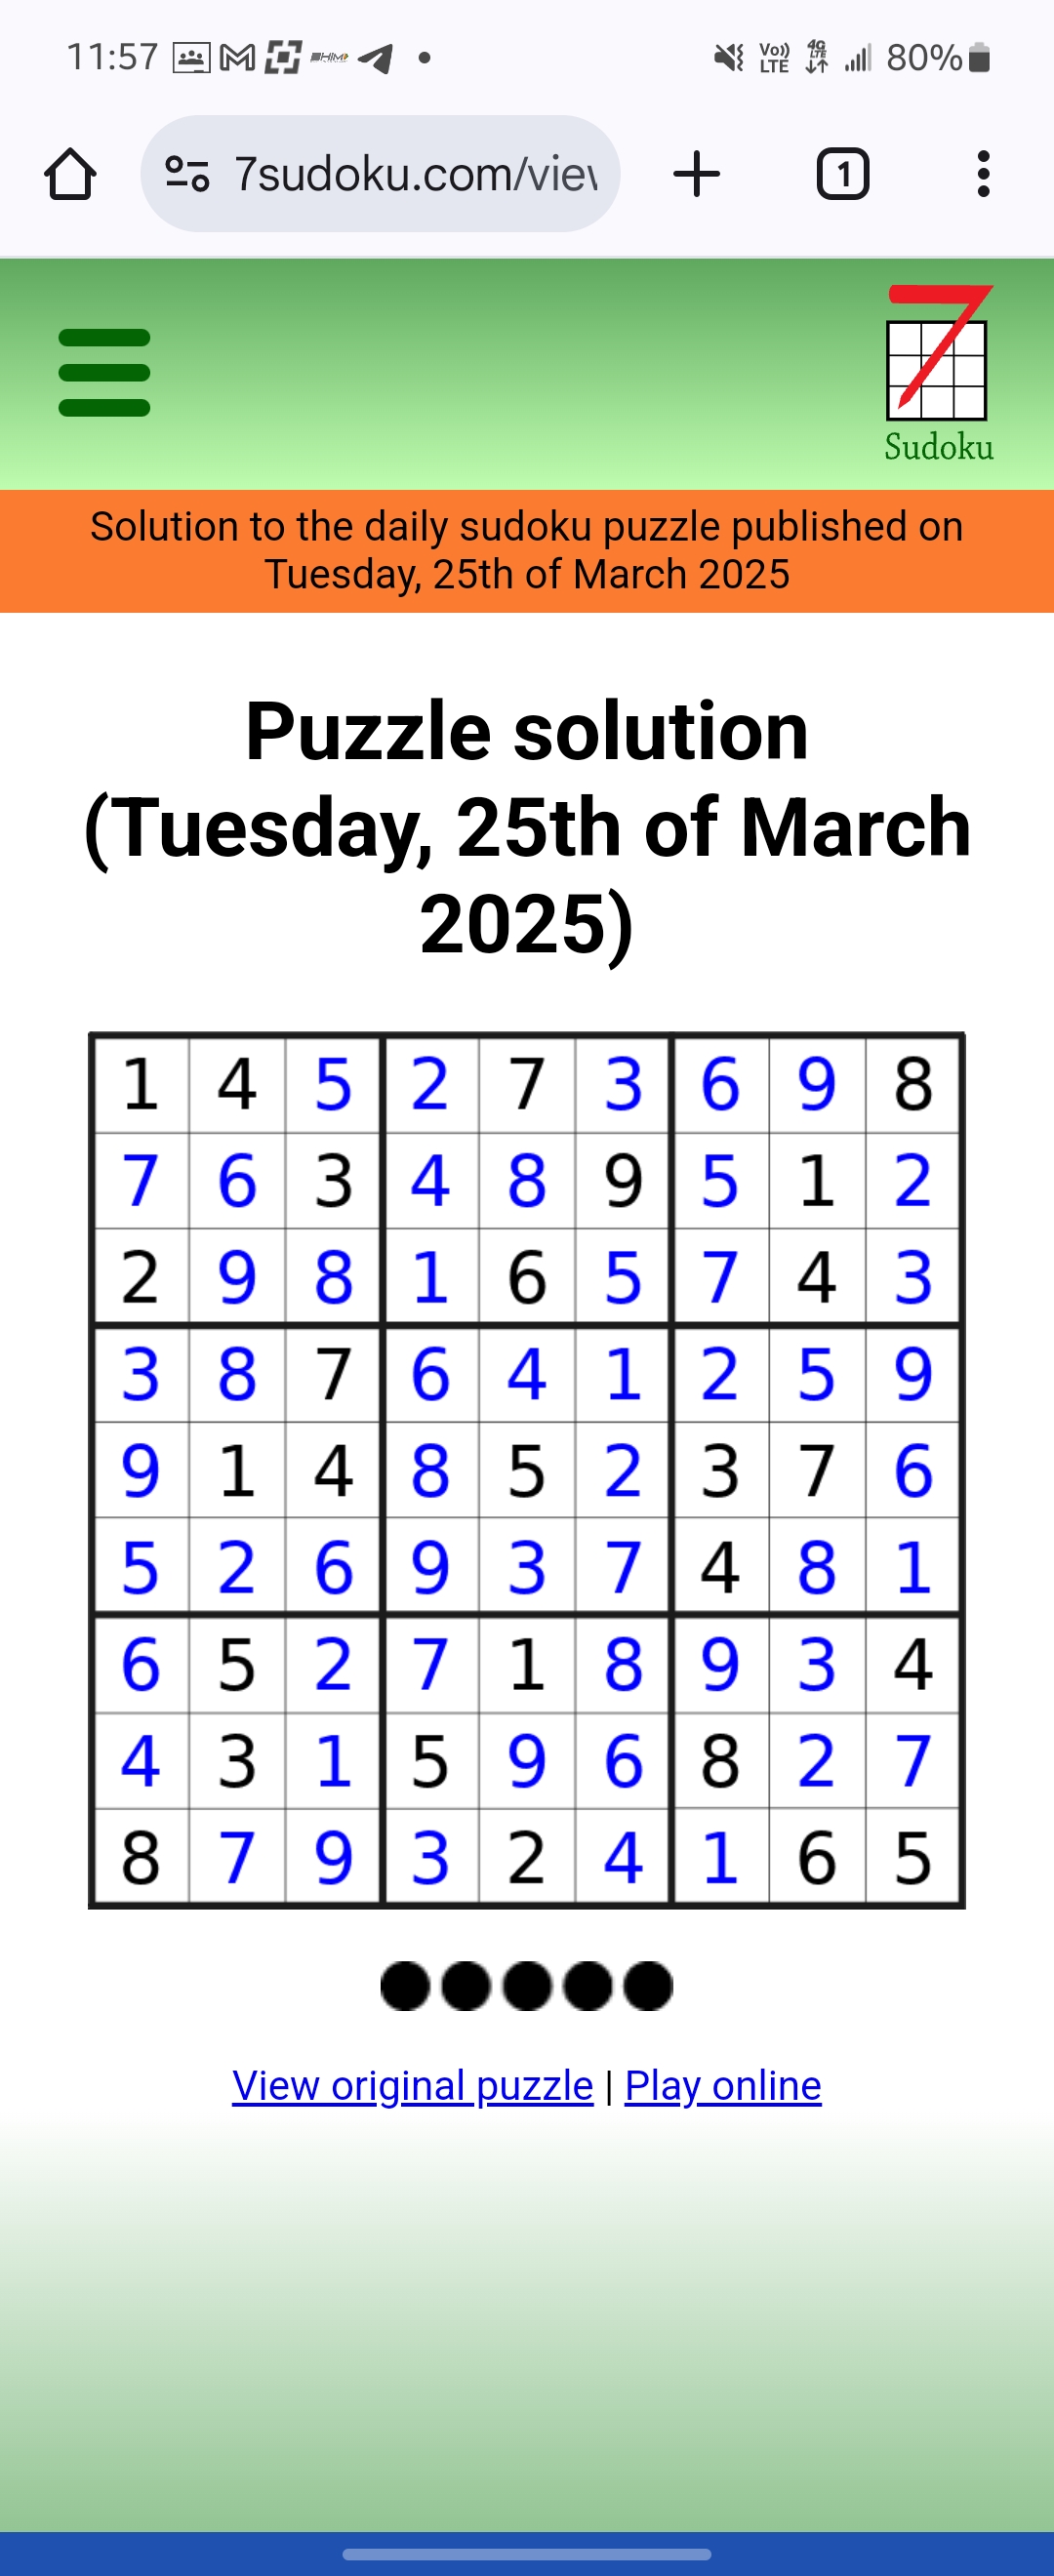 11:57
Vo)) LTE
4G LTE
80%
7sudoku.com/view
1
7
Sudoku
Solution to the daily sudoku puzzle published on
Tuesday, 25th of March 2025
Puzzle solution
(Tuesday, 25th of March
2025)
1 4 5 2 7 3 6 9 8
7 6 3 4 8 9 5 1 2
2 9 8 1 6 5 7 4 3
3 8 7 6 4 1 2 5 9
9 1 4 8 5 2 3 7 6
5 2 6 9 3 7 4 8 1
6 5 2 7 1 8 9 3 4
4 3 1 5 9 6 8 2 7
8 7 9 3 2 4 1 6 5
View original puzzle | Play online